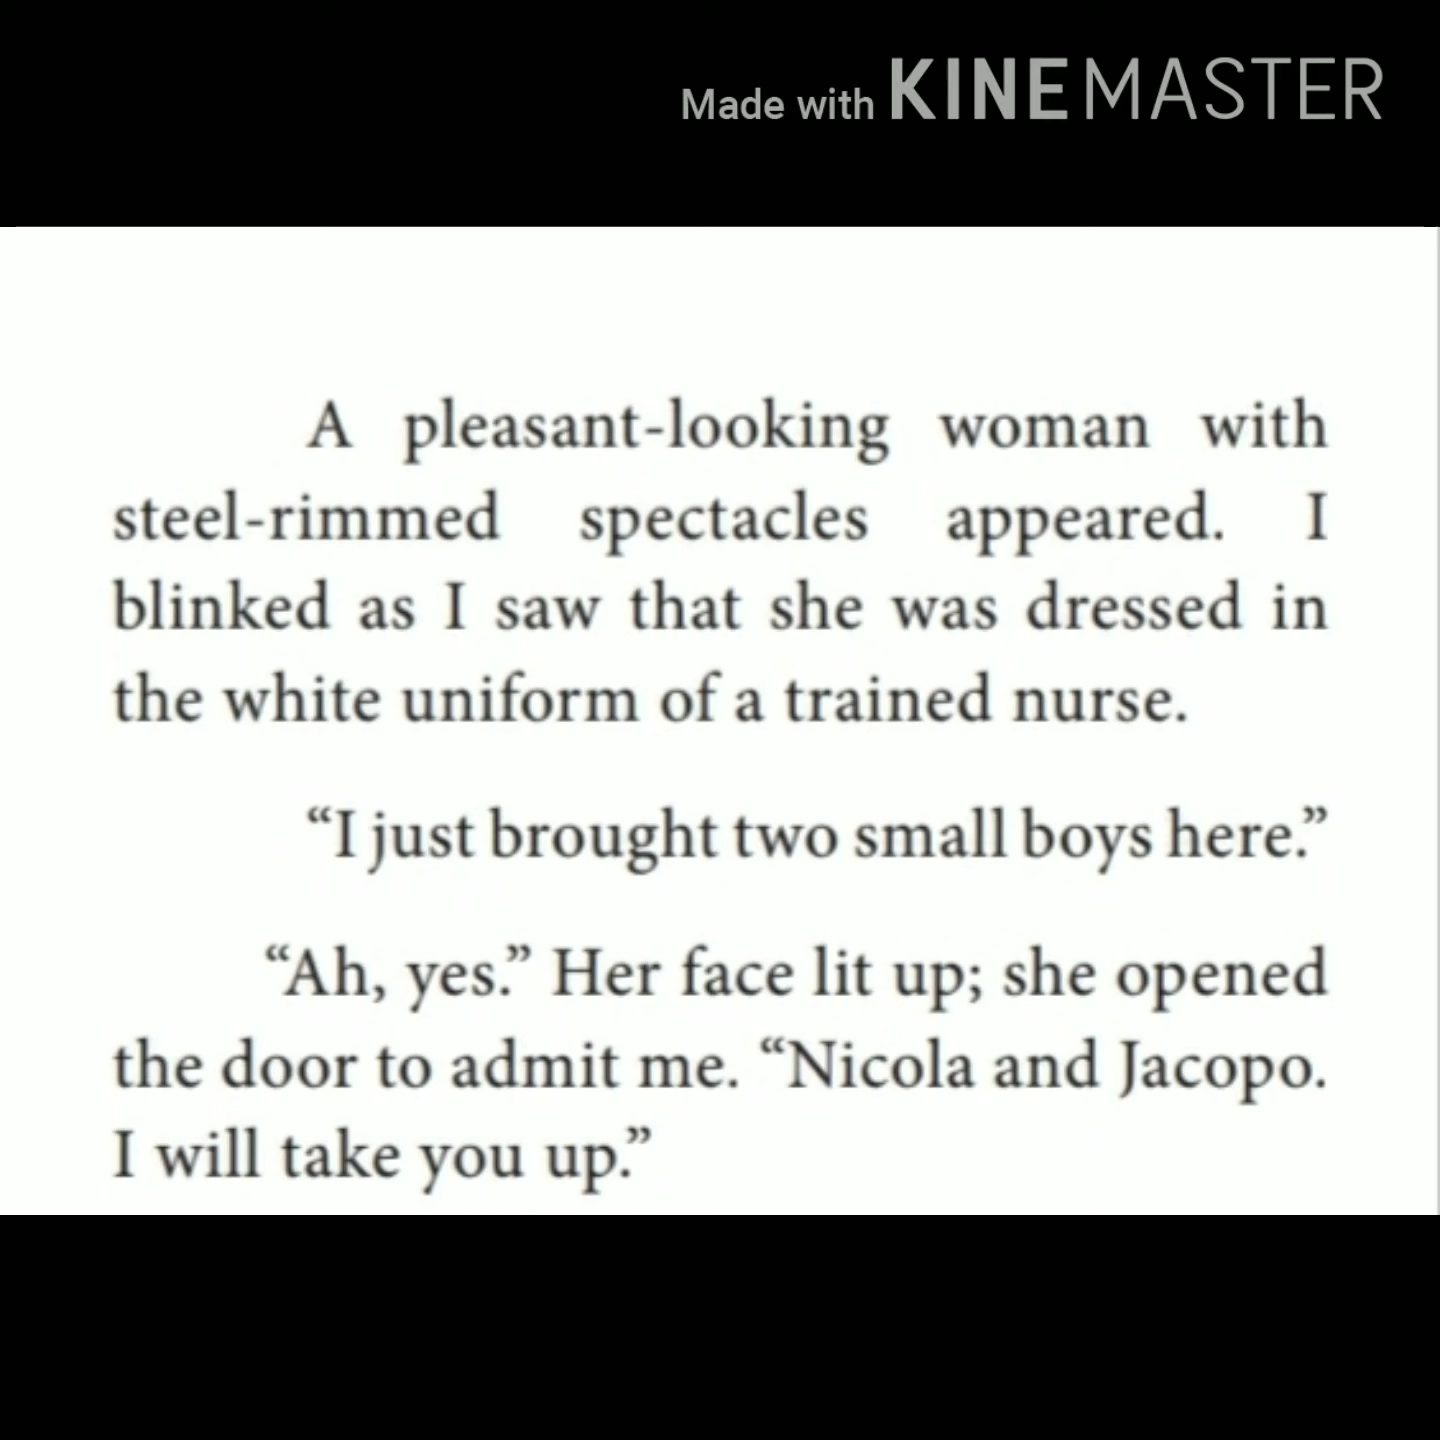 Made with KINEMASTER
A pleasant-looking woman with
steel-rimmed spectacles appeared. I
blinked as I saw that she was dressed in
the white uniform of a trained nurse.
“I just brought two small boys here.”
“Ah, yes.” Her face lit up; she opened
the door to admit me. “Nicola and Jacopo.
I will take you up.”